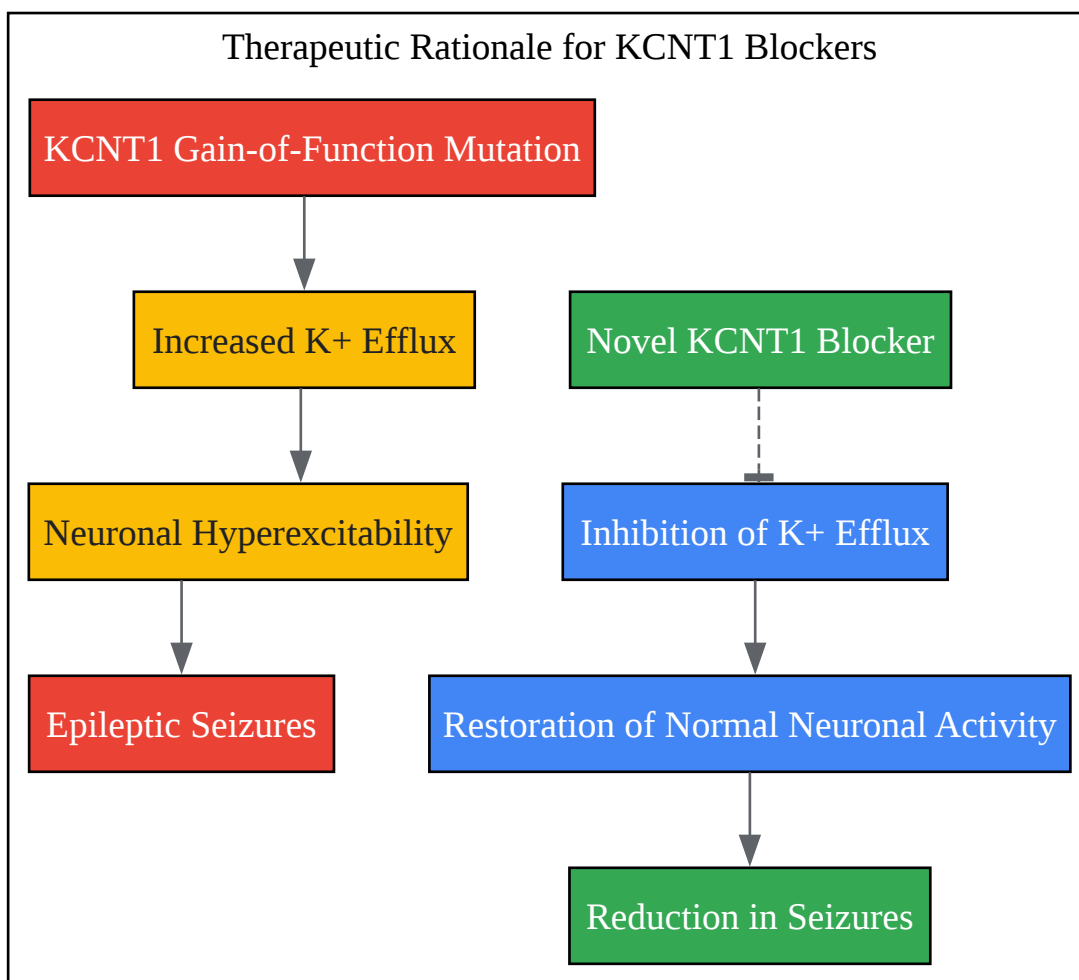 Therapeutic Rationale for KCNT1 Blockers
KCNT1 Gain-of-Function Mutation
Increased K+ Efflux
Novel KCNT1 Blocker
Neuronal Hyperexcitability
Inhibition of K+ Efflux
Epileptic Seizures
Restoration of Normal Neuronal Activity
Reduction in Seizures